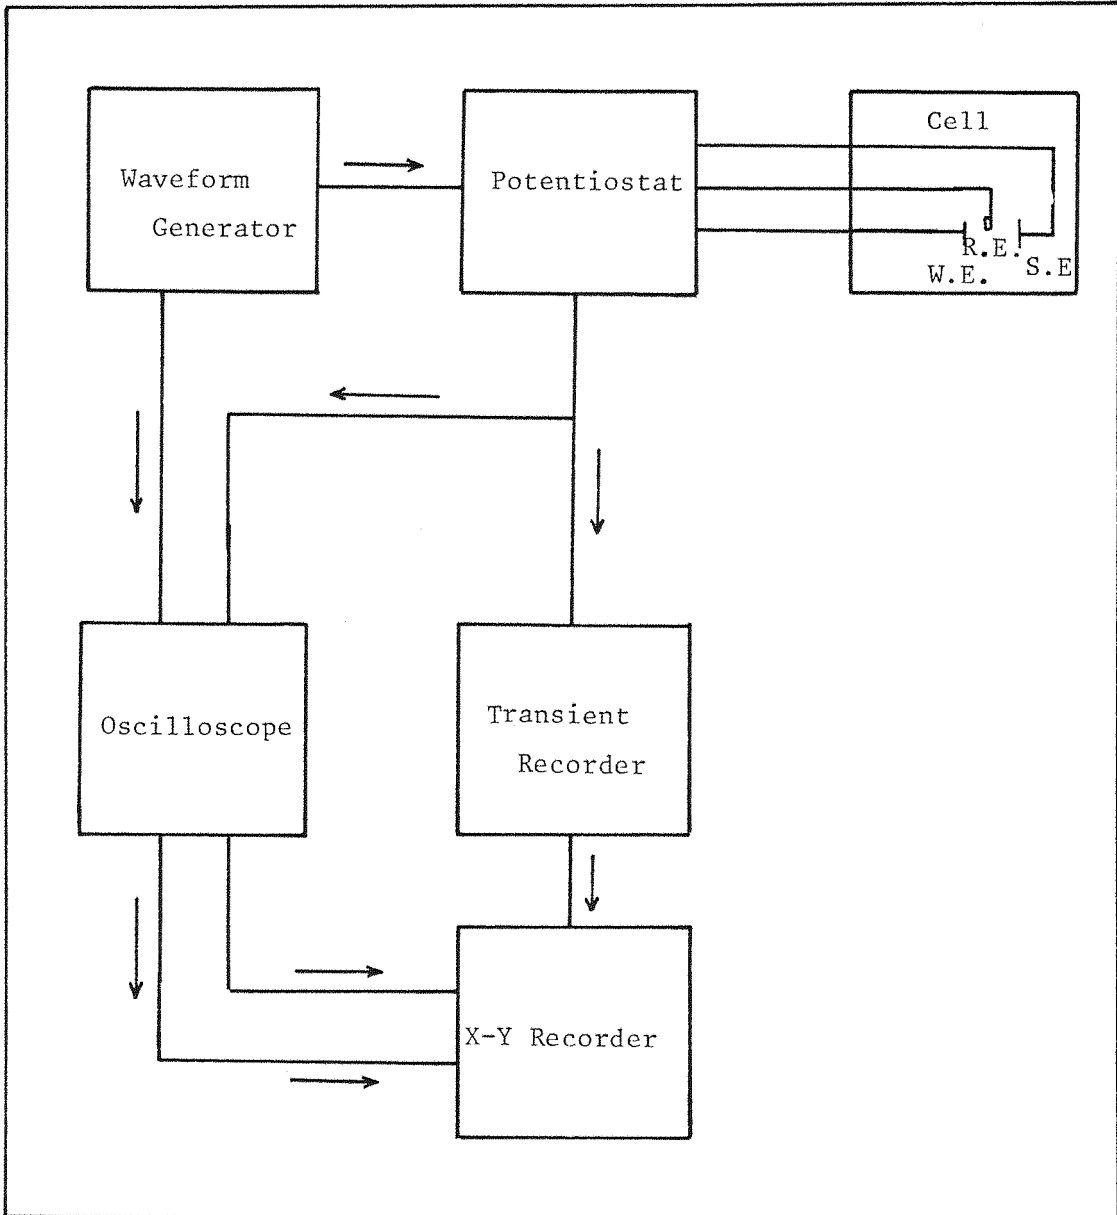 Waveform
Generator
Potentiostat
Cell
R.E.
W.E.
S.E
Oscilloscope
Transient
Recorder
X-Y Recorder